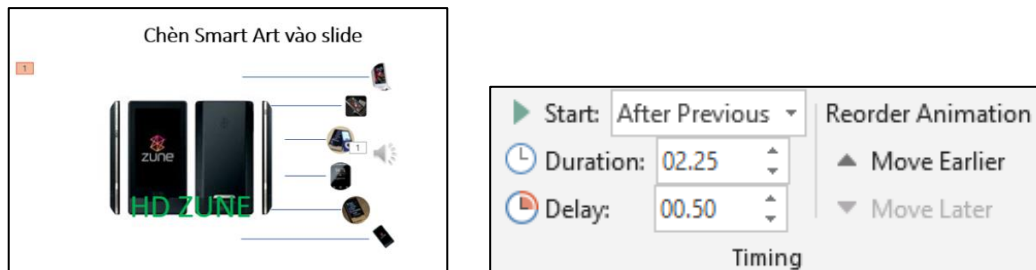 Chèn Smart Art vào slide
1
zune
1
HD ZUNE
Start: After Previous
Duration: 02.25
Delay: 00.50
Reorder Animation
Move Earlier
Move Later
Timing